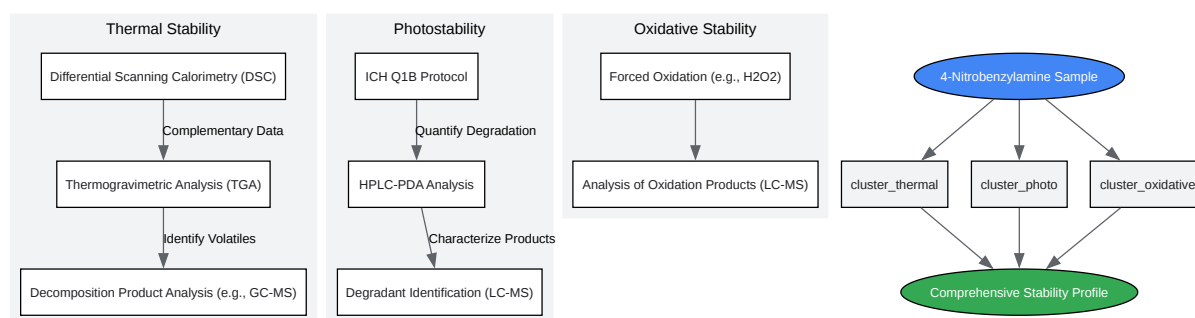 Thermal Stability
Differential Scanning Calorimetry (DSC)
Complementary Data
Thermogravimetric Analysis (TGA)
Identify Volatiles
Decomposition Product Analysis (e.g., GC-MS)
Photostability
ICH Q1B Protocol
Quantify Degradation
HPLC-PDA Analysis
Characterize Products
Degradant Identification (LC-MS)
Oxidative Stability
Forced Oxidation (e.g., H2O2)
Analysis of Oxidation Products (LC-MS)
4-Nitrobenzylamine Sample
cluster_thermal
cluster_photo
cluster_oxidative
Comprehensive Stability Profile